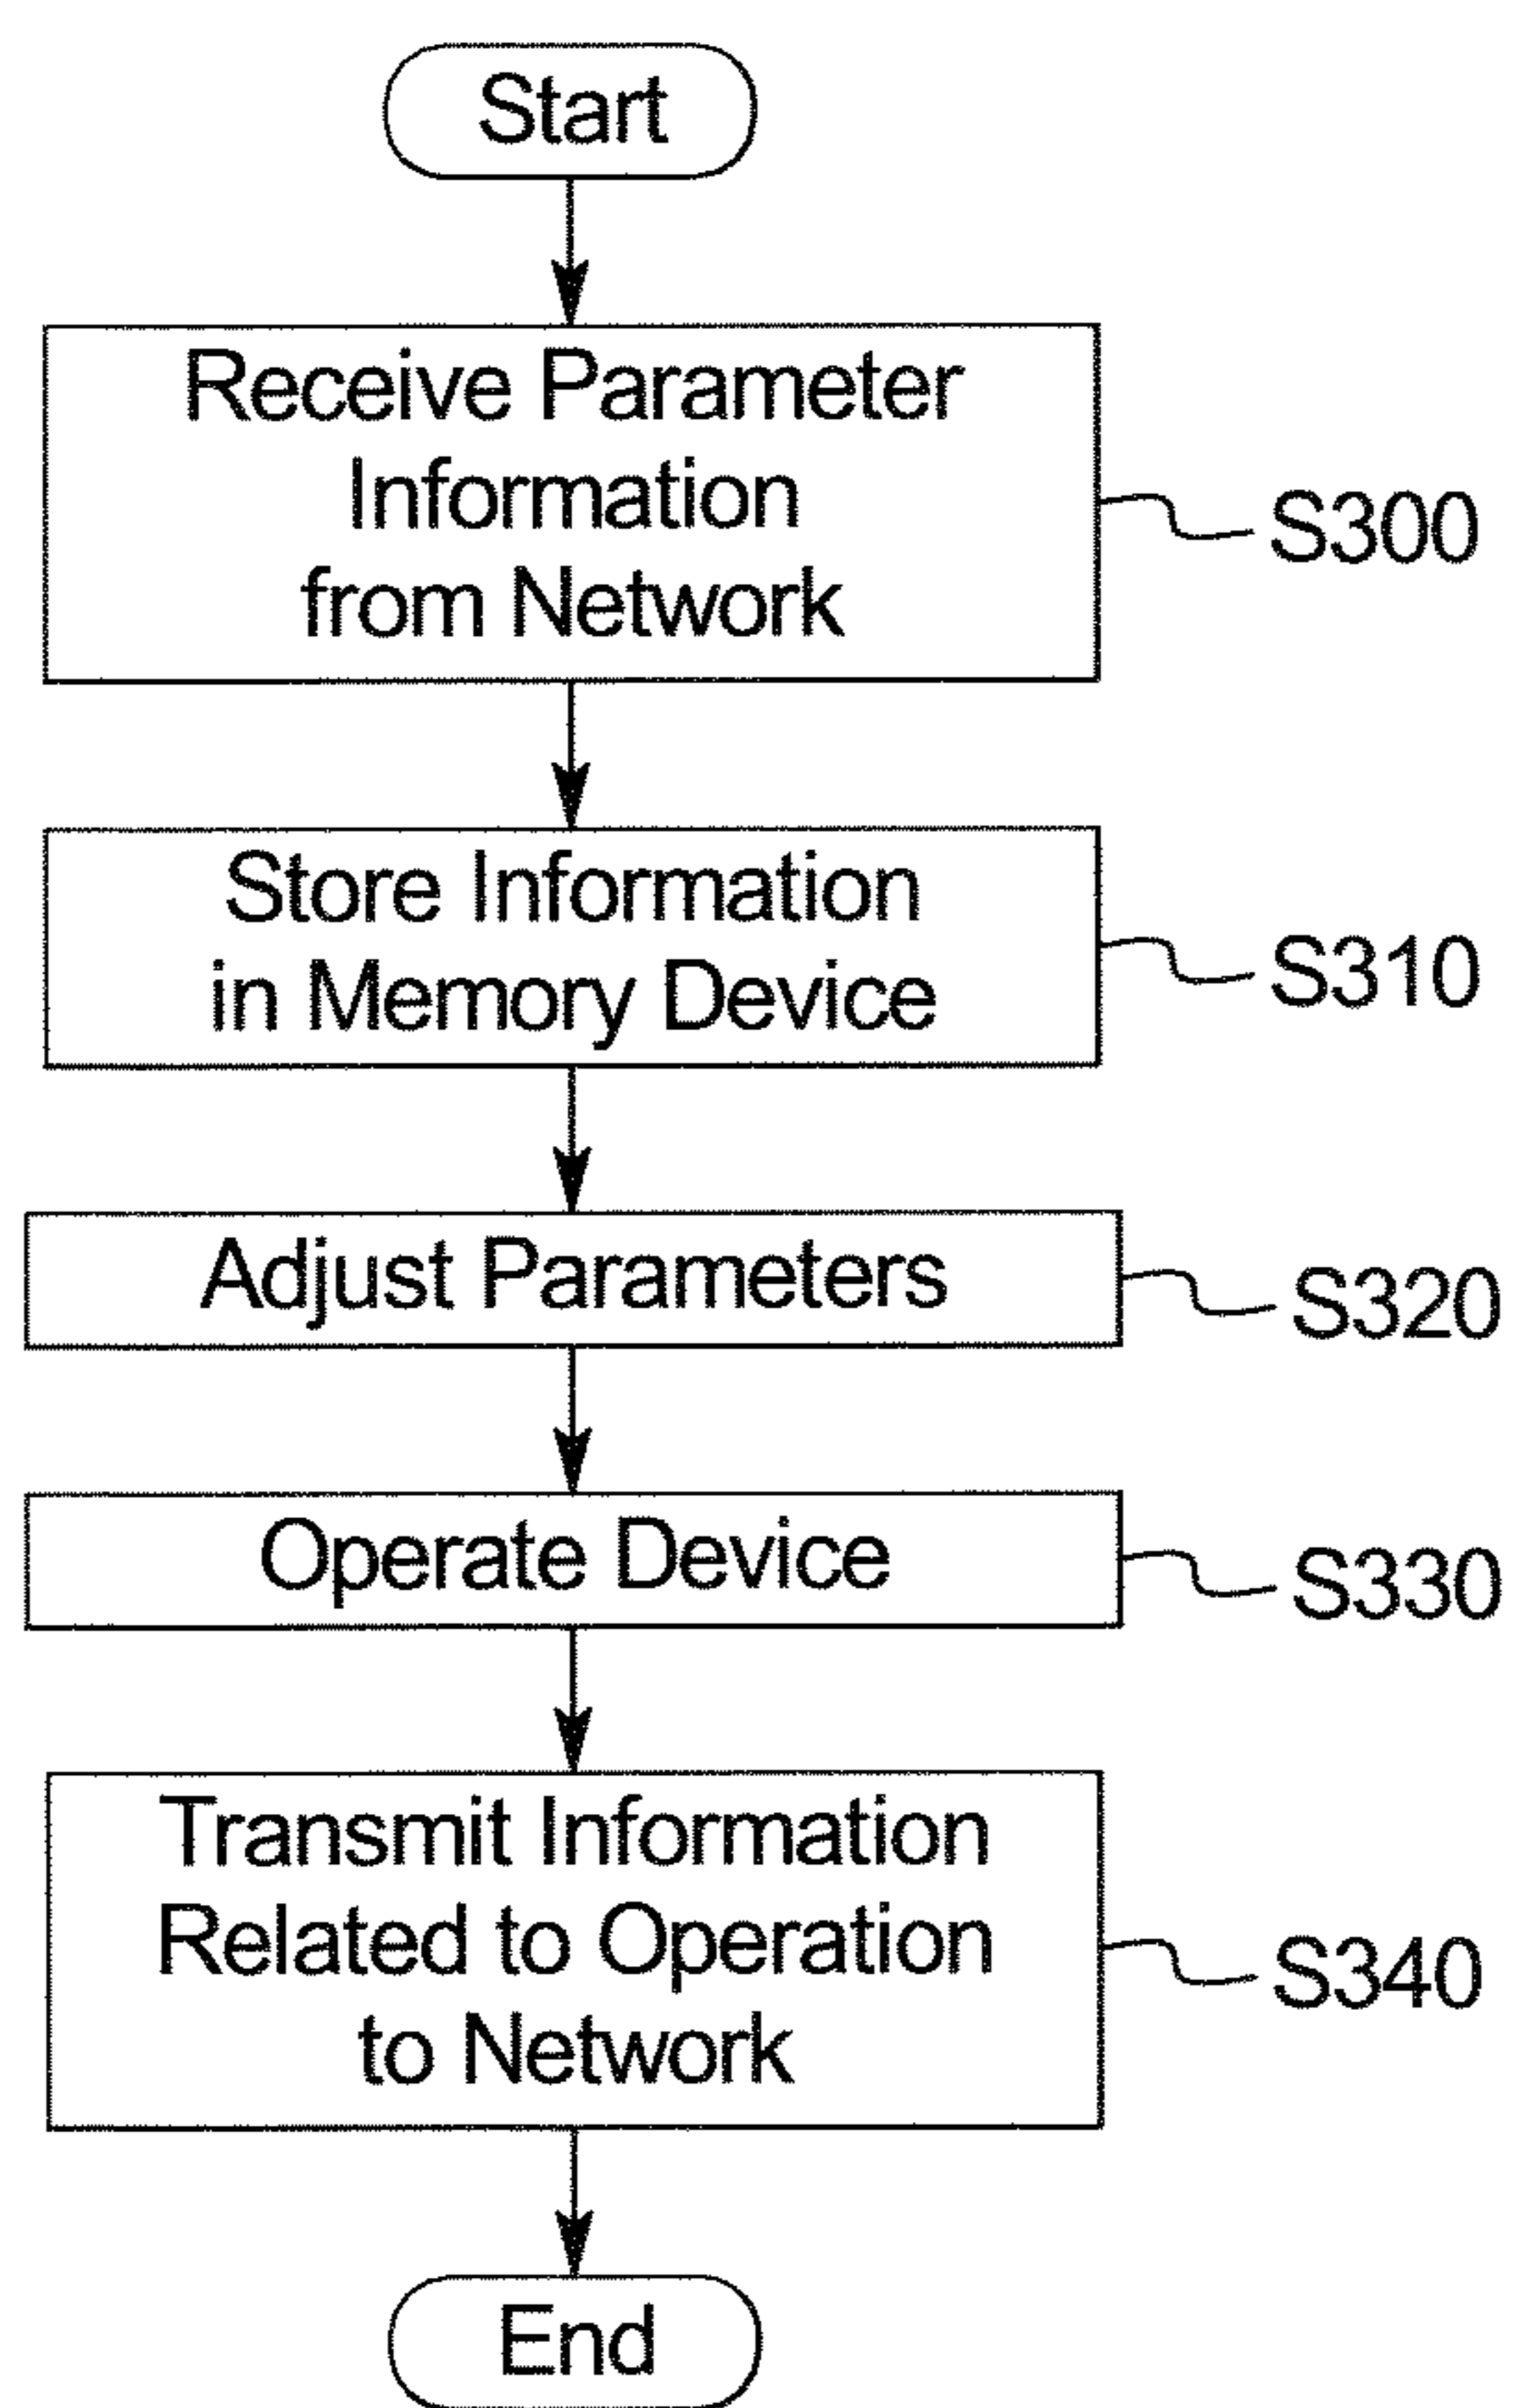 Start
Receive Parameter
Information
from Network
S300
Store Information
in Memory Device
S310
Adjust Parameters
S320
Operate Device
S330
Transmit Information
Related to Operation
to Network
S340
End